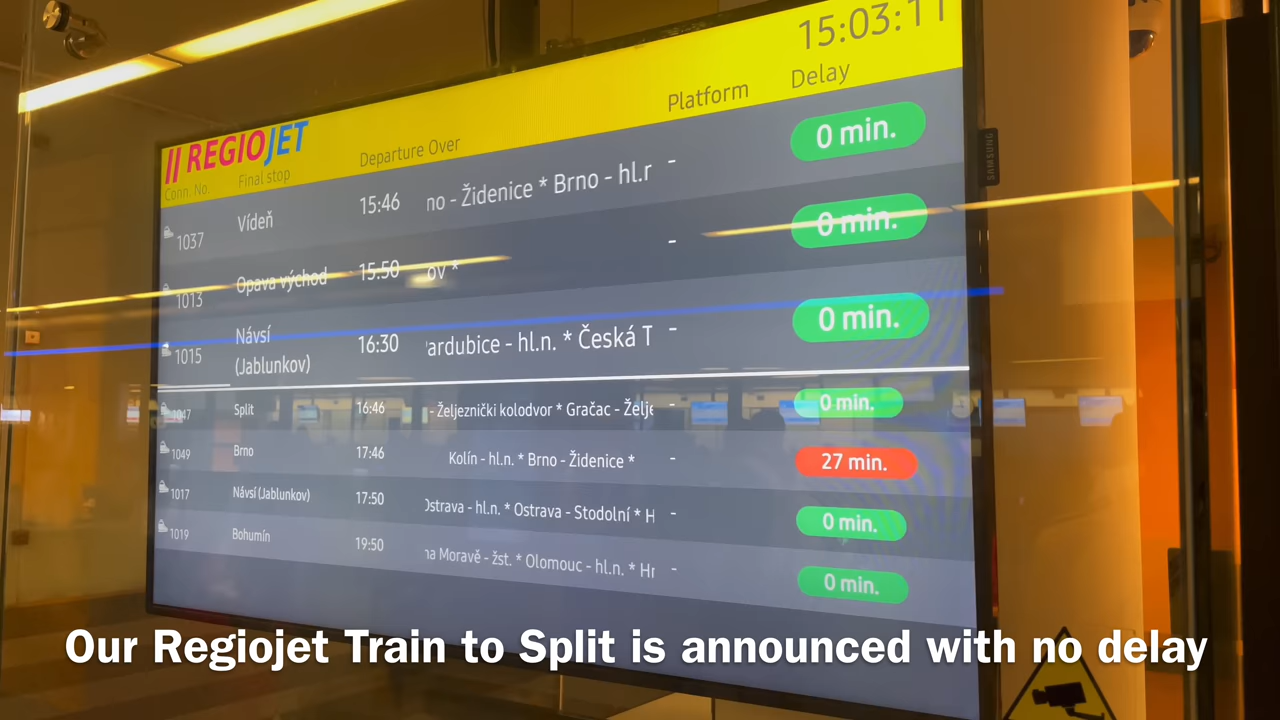 15:03:11
REGIOJET
Conn. No. Final stop Departure Over Platform Delay
1037 Vídeň 15:46 no - Židenice * Brno - hl.r - 0 min.
1013 Opava východ 15:50 ov * - 0 min.
1015 Návsí (Jablunkov) 16:30 ardubice - hl.n. * Česká T - 0 min.
1047 Split 16:46 - Željeznički kolodvor * Gračac - Želje - 0 min.
1049 Brno 17:46 Kolín - hl.n. * Brno - Židenice * - 27 min.
1017 Návsí (Jablunkov) 17:50 Ostrava - hl.n. * Ostrava - Stodolní * H - 0 min.
1019 Bohumín 19:50 na Moravě - žst. * Olomouc - hl.n. * Hr - 0 min.
SAMSUNG
Our Regiojet Train to Split is announced with no delay